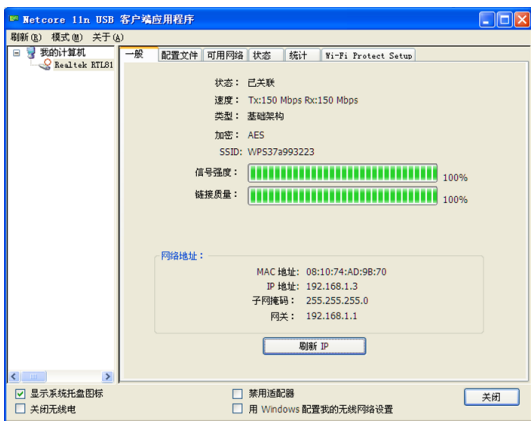 Netcore 11n USB 客户端应用程序
刷新(R) 模式(M) 关于(A)
我的计算机
Realtek RTL81
一般 配置文件 可用网络 状态 统计 Wi-Fi Protect Setup
状态： 已关联
速度： Tx:150 Mbps Rx:150 Mbps
类型： 基础架构
加密： AES
SSID: WPS37a993223
信号强度： 100%
链接质量： 100%
网络地址：
MAC 地址: 08:10:74:AD:9B:70
IP 地址: 192.168.1.3
子网掩码： 255.255.255.0
网关： 192.168.1.1
刷新 IP
显示系统托盘图标 禁用适配器
关闭无线电 用 Windows 配置我的无线网络设置
关闭